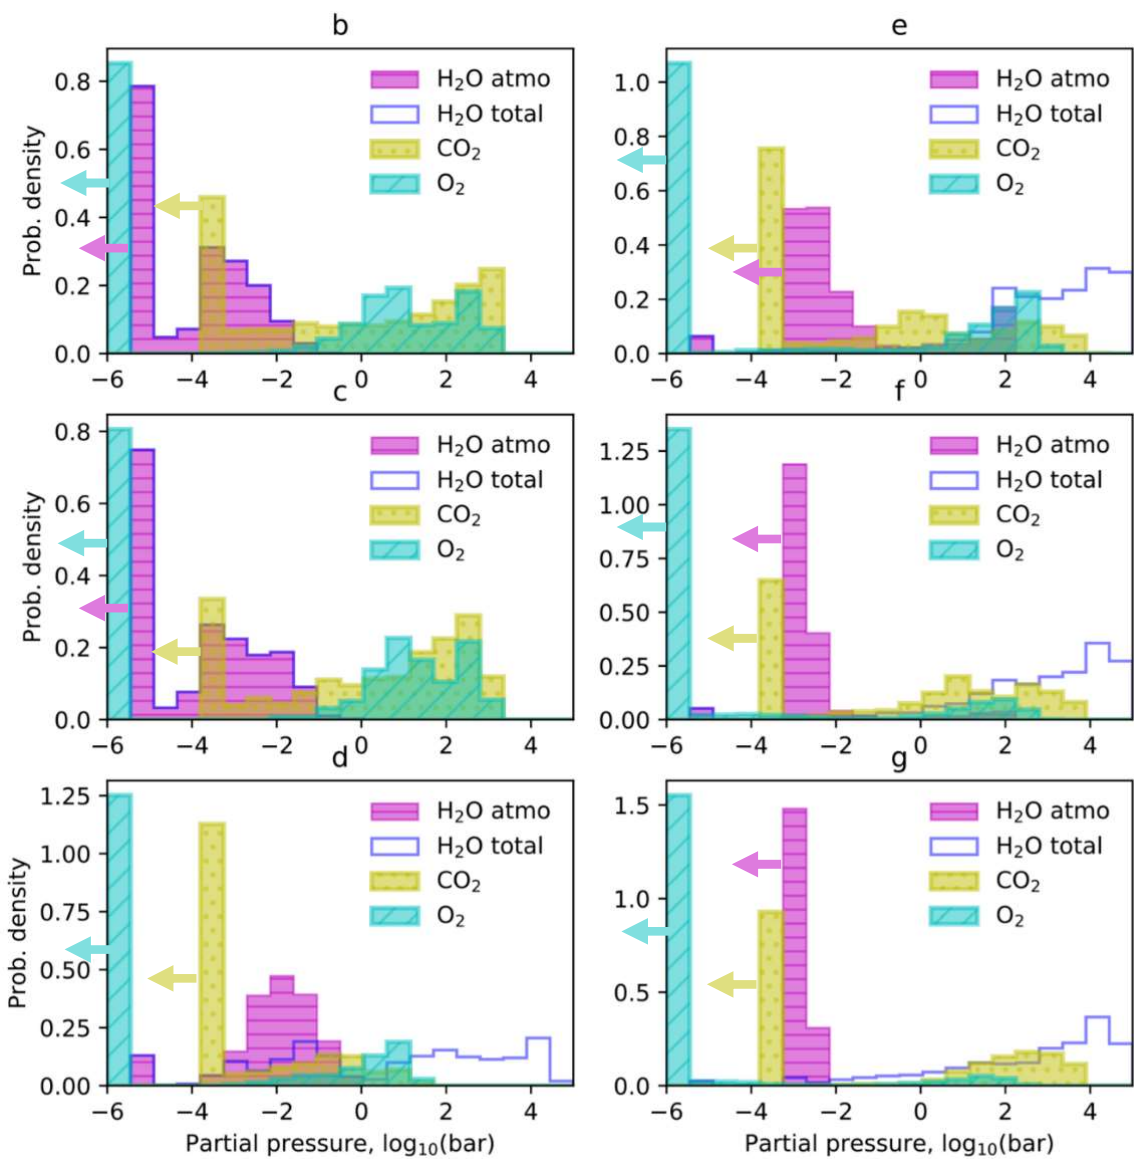 b
Prob. density
0.8
0.6
0.4
0.2
0.0
−6 −4 −2 0 2 4
H₂O atmo
H₂O total
CO₂
O₂
e
1.0
0.8
0.6
0.4
0.2
0.0
−6 −4 −2 0 2 4
H₂O atmo
H₂O total
CO₂
O₂
c
Prob. density
0.8
0.6
0.4
0.2
0.0
−6 −4 −2 0 2 4
H₂O atmo
H₂O total
CO₂
O₂
f
1.25
1.00
0.75
0.50
0.25
0.00
−6 −4 −2 0 2 4
H₂O atmo
H₂O total
CO₂
O₂
d
Prob. density
1.25
1.00
0.75
0.50
0.25
0.00
−6 −4 −2 0 2 4
Partial pressure, log₁₀(bar)
H₂O atmo
H₂O total
CO₂
O₂
g
1.5
1.0
0.5
0.0
−6 −4 −2 0 2 4
Partial pressure, log₁₀(bar)
H₂O atmo
H₂O total
CO₂
O₂